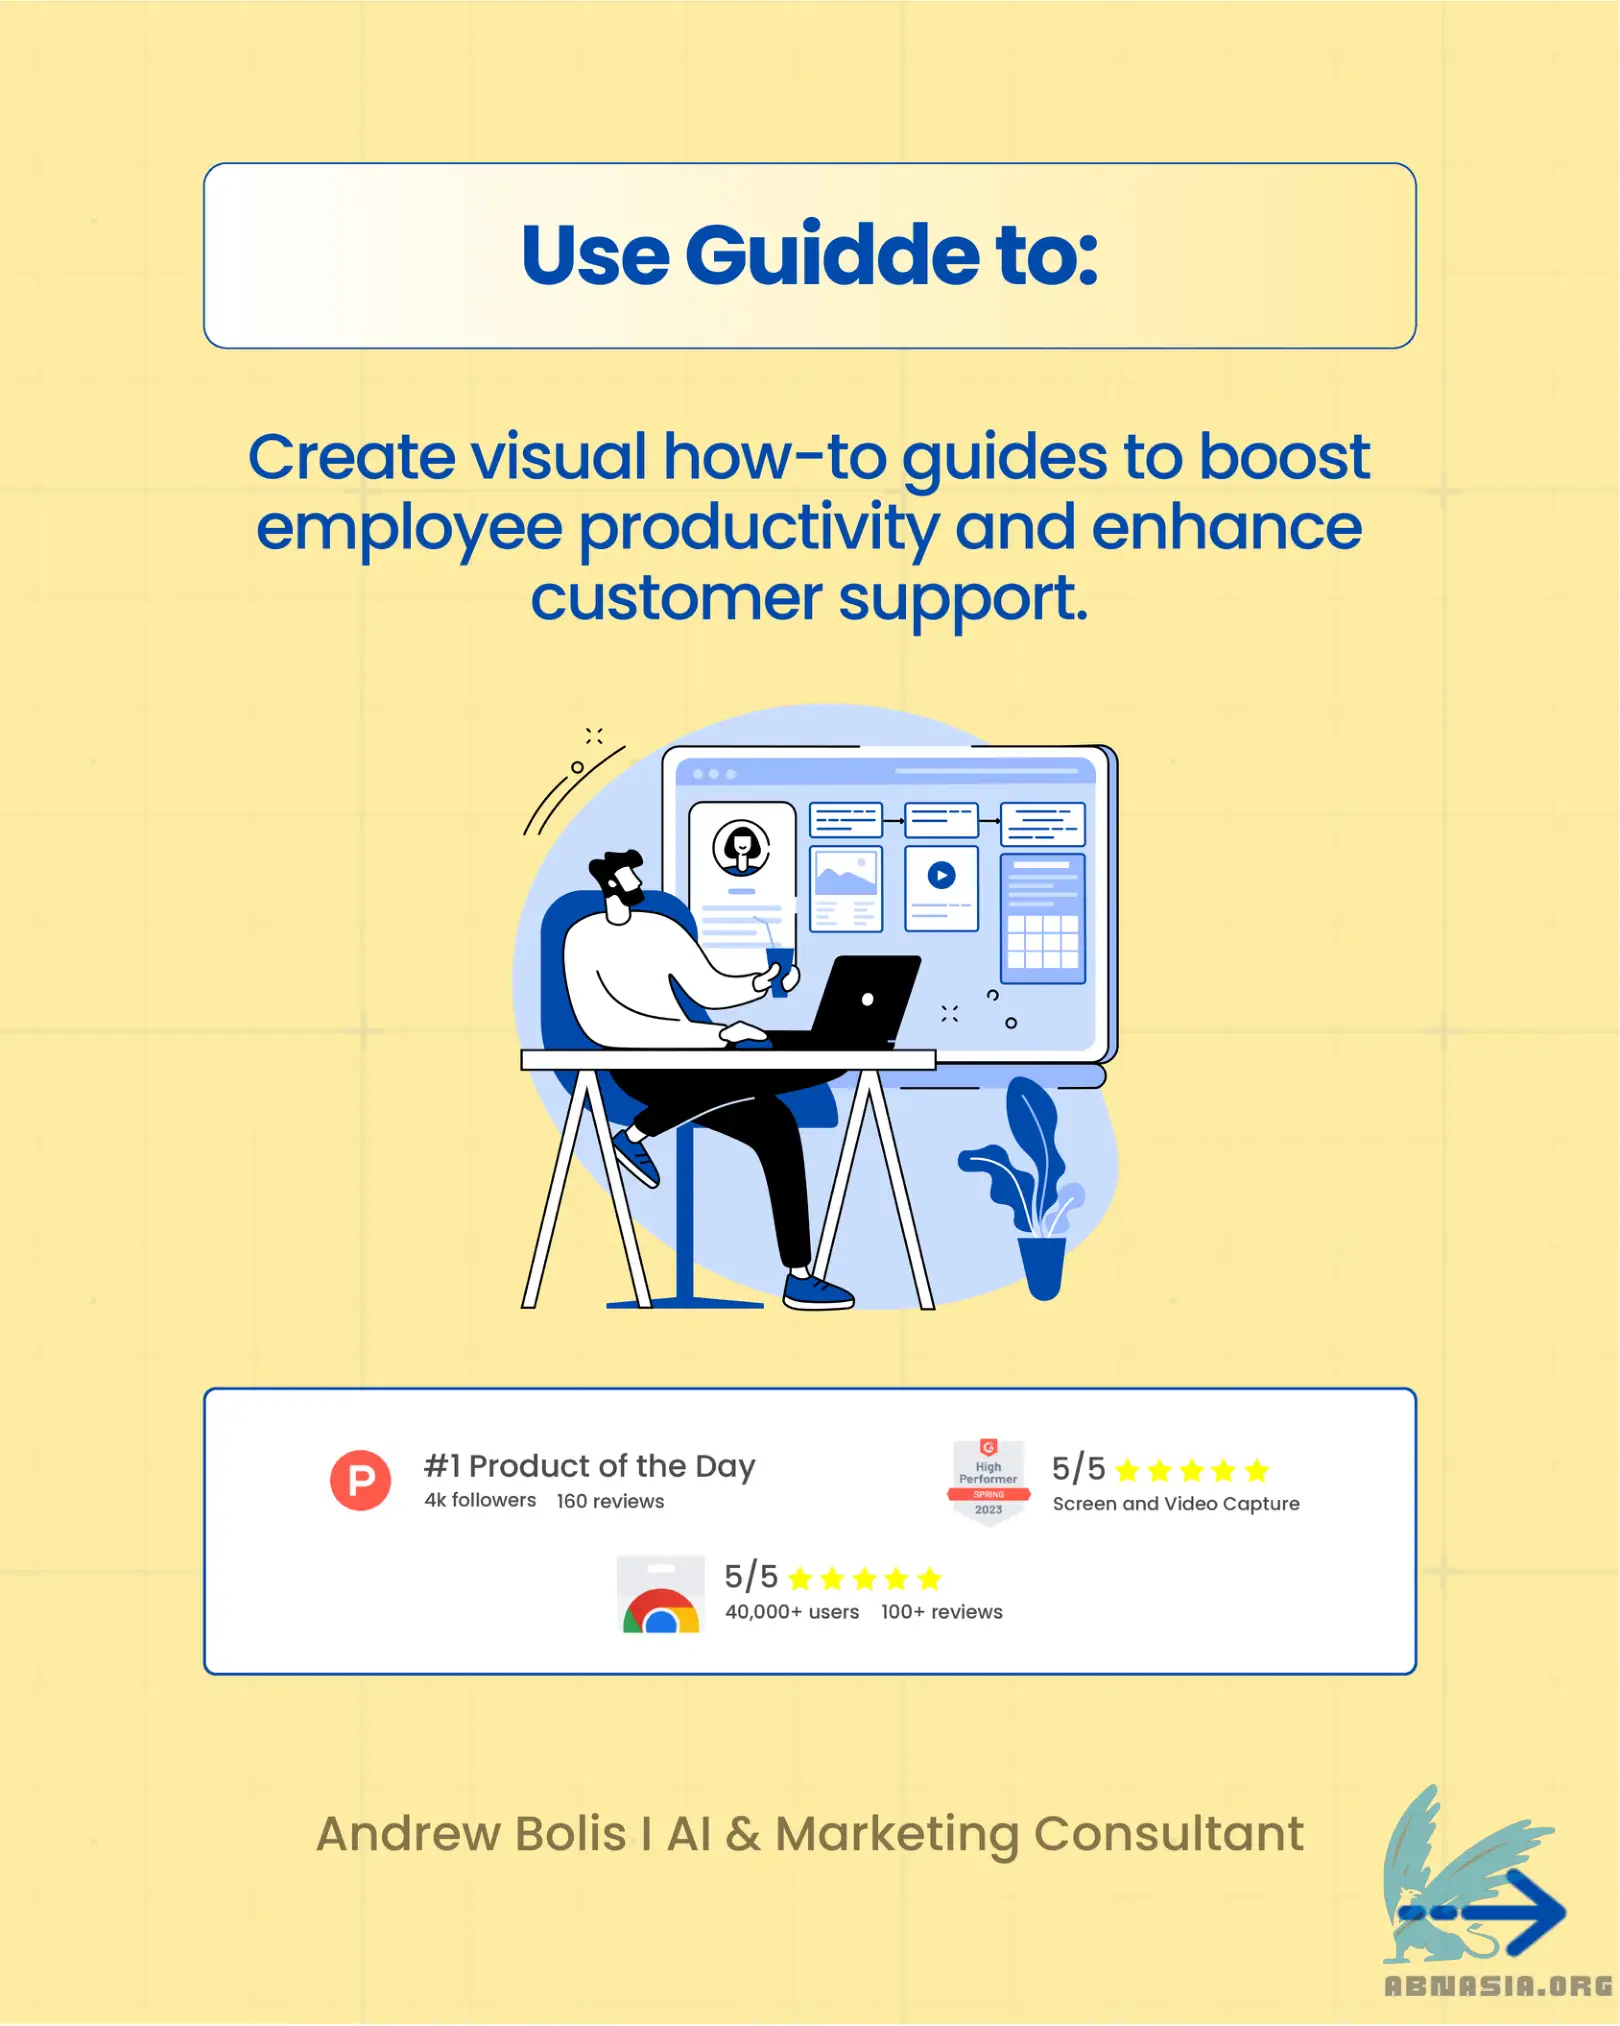 Use Guidde to:
Create visual how-to guides to boost
employee productivity and enhance
customer support.
P
#1 Product of the Day
4k followers 160 reviews
G
High
Performer
SPRING
2023
5/5
Screen and Video Capture
5/5
40,000+ users 100+ reviews
Andrew Bolis I AI & Marketing Consultant
ABNASIA.ORG